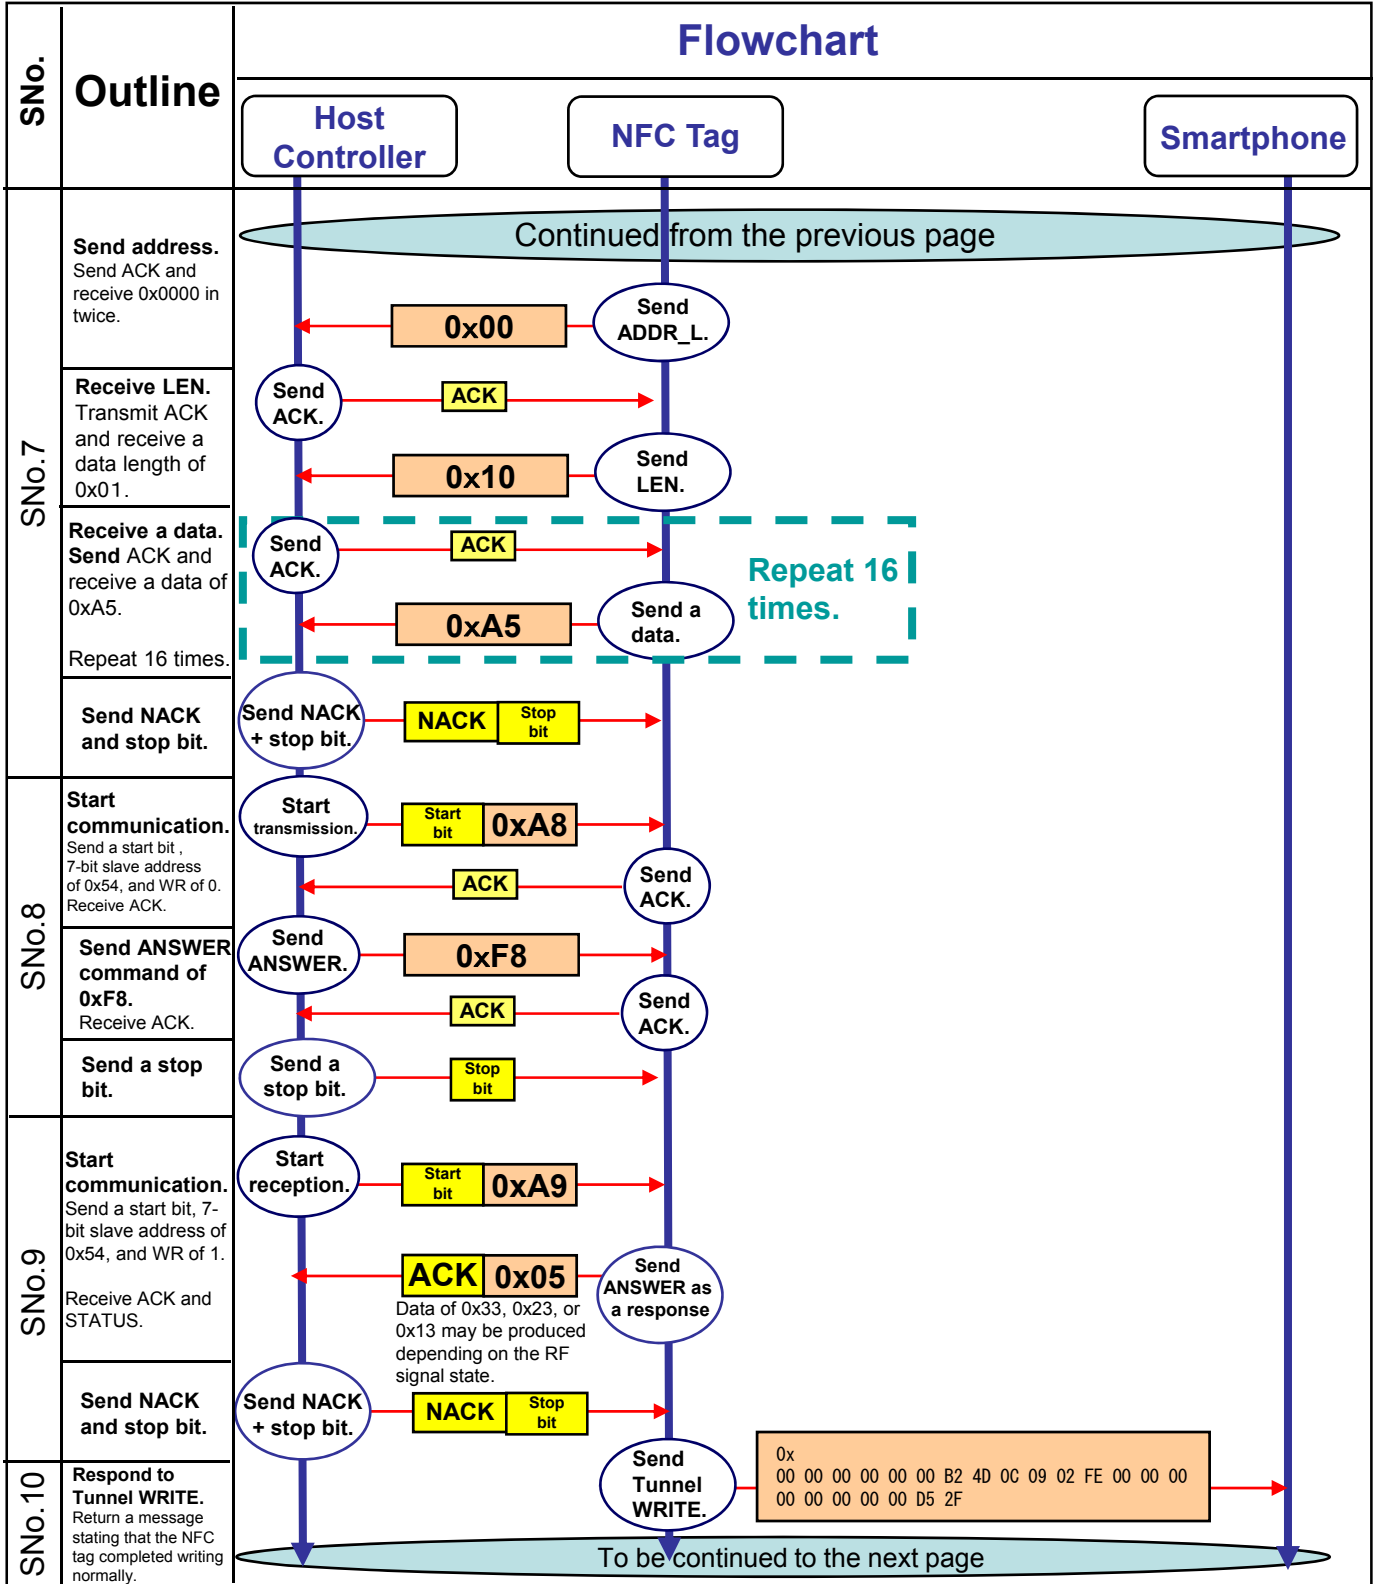 Flowchart
SNo.
Outline
Host
Controller
NFC Tag
Smartphone
Continued from the previous page
SNo.7
Send address.
Send ACK and
receive 0x0000 in
twice.
Send
ADDR_L.
0x00
Receive LEN.
Transmit ACK
and receive a
data length of
0x01.
Send
ACK.
ACK
Send
LEN.
0x10
Receive a data.
Send ACK and
receive a data of
0xA5.
Repeat 16 times.
Send
ACK.
ACK
Repeat 16
times.
Send a
data.
0xA5
Send NACK
and stop bit.
Send NACK
+ stop bit.
NACK
Stop
bit
SNo.8
Start
communication.
Send a start bit ,
7-bit slave address
of 0x54, and WR of 0.
Receive ACK.
Start
transmission.
Start
bit
0xA8
Send
ACK.
ACK
Send ANSWER
command of
0xF8.
Receive ACK.
Send
ANSWER.
0xF8
Send
ACK.
ACK
Send a stop
bit.
Send a
stop bit.
Stop
bit
SNo.9
Start
communication.
Send a start bit, 7-
bit slave address of
0x54, and WR of 1.
Receive ACK and
STATUS.
Start
reception.
Start
bit
0xA9
Send
ANSWER as
a response
ACK
0x05
Data of 0x33, 0x23, or
0x13 may be produced
depending on the RF
signal state.
Send NACK
and stop bit.
Send NACK
+ stop bit.
NACK
Stop
bit
SNo.10
Respond to
Tunnel WRITE.
Return a message
stating that the NFC
tag completed writing
normally.
Send
Tunnel
WRITE.
0x
00 00 00 00 00 00 B2 4D 0C 09 02 FE 00 00 00
00 00 00 00 00 D5 2F
To be continued to the next page